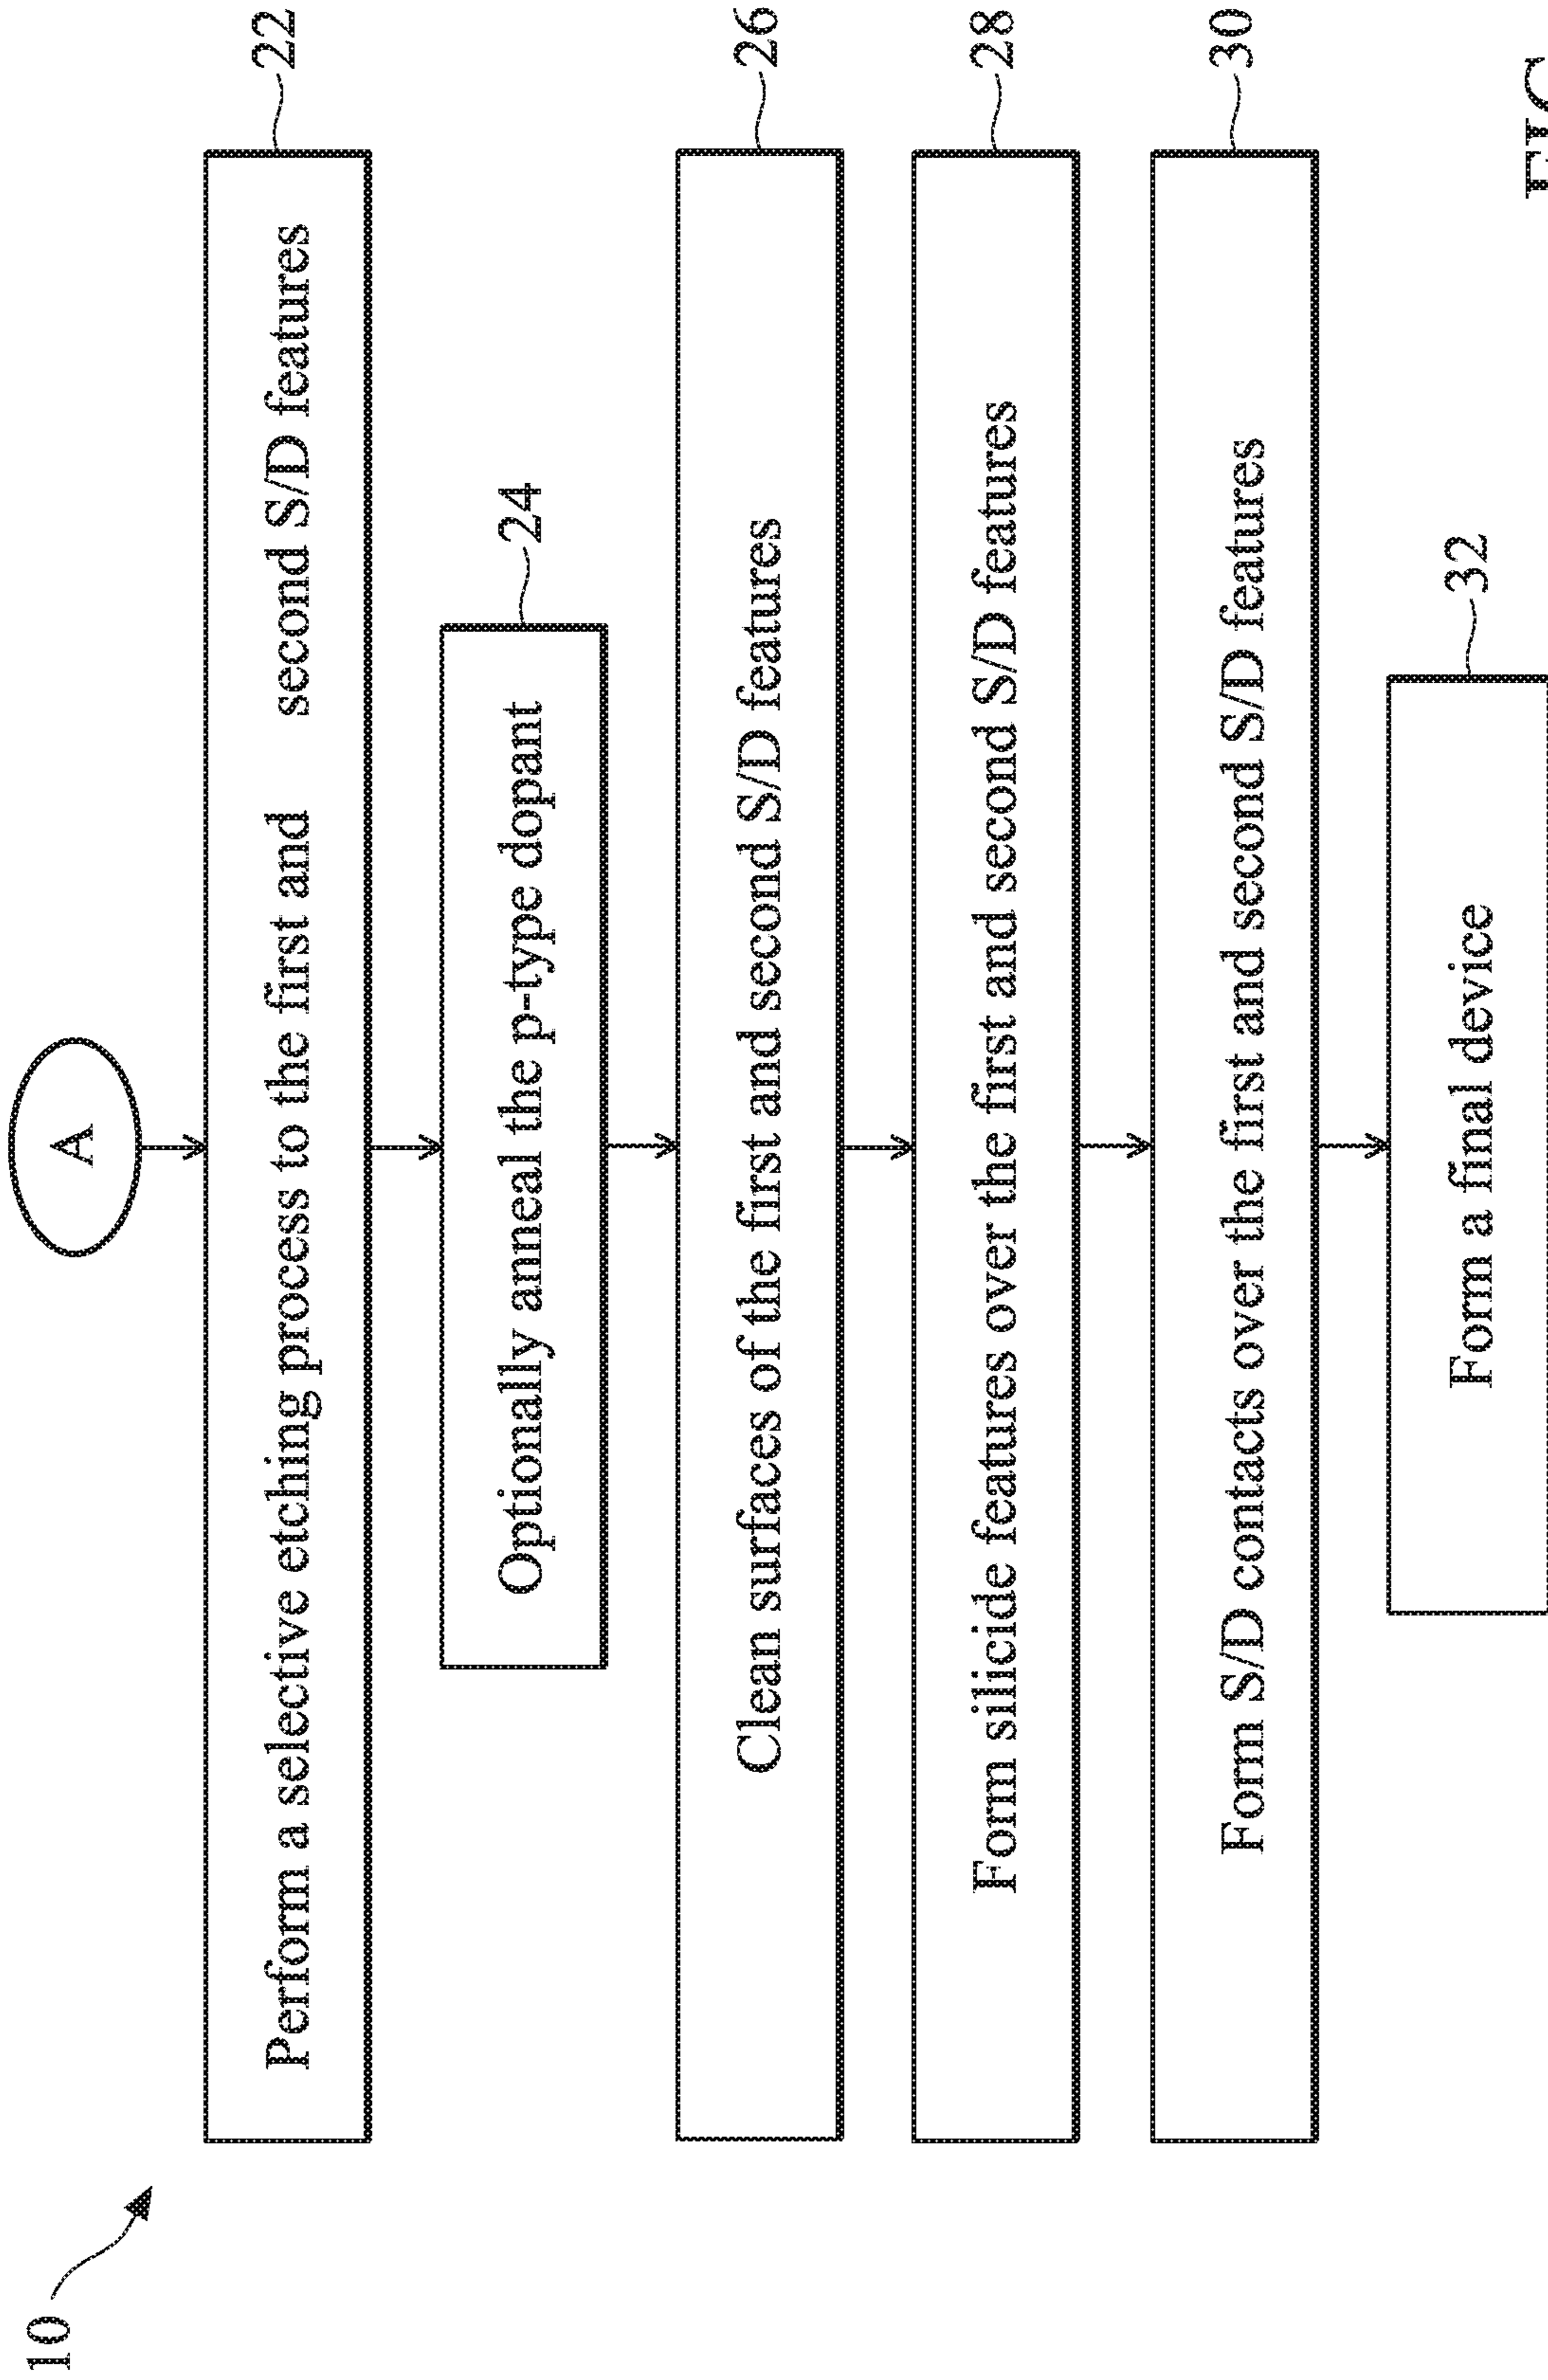 10
A
Perform a selective etching process to the first and second S/D features
22
Optionally anneal the p-type dopant
24
Clean surfaces of the first and second S/D features
26
Form silicide features over the first and second S/D features
28
Form S/D contacts over the first and second S/D features
30
Form a final device
32